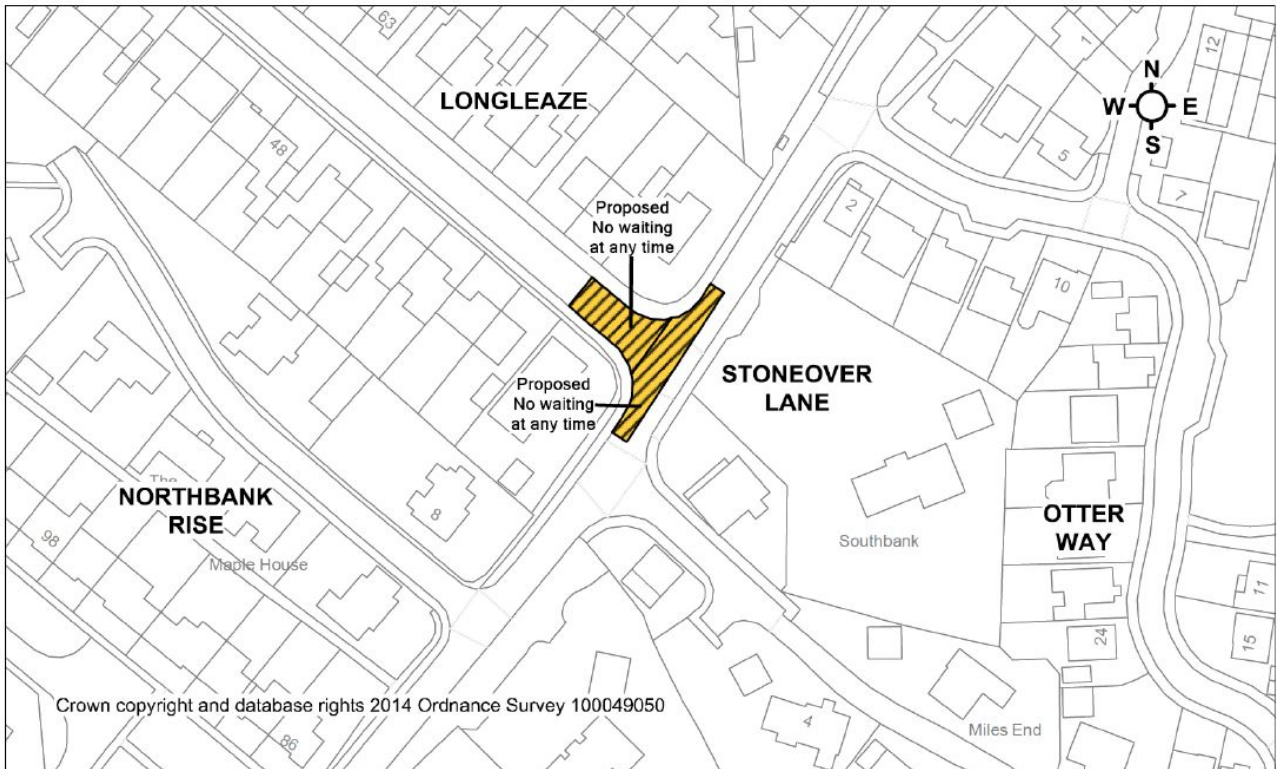 63
1
12
N
W
E
S
LONGLEAZE
48
5
7
2
Proposed
No waiting
at any time
10
STONEOVER
LANE
Proposed
No waiting
at any time
The
NORTHBANK
RISE
8
98
Maple House
Southbank
OTTER
WAY
11
24
15
Crown copyright and database rights 2014 Ordnance Survey 100049050
4
Miles End
86